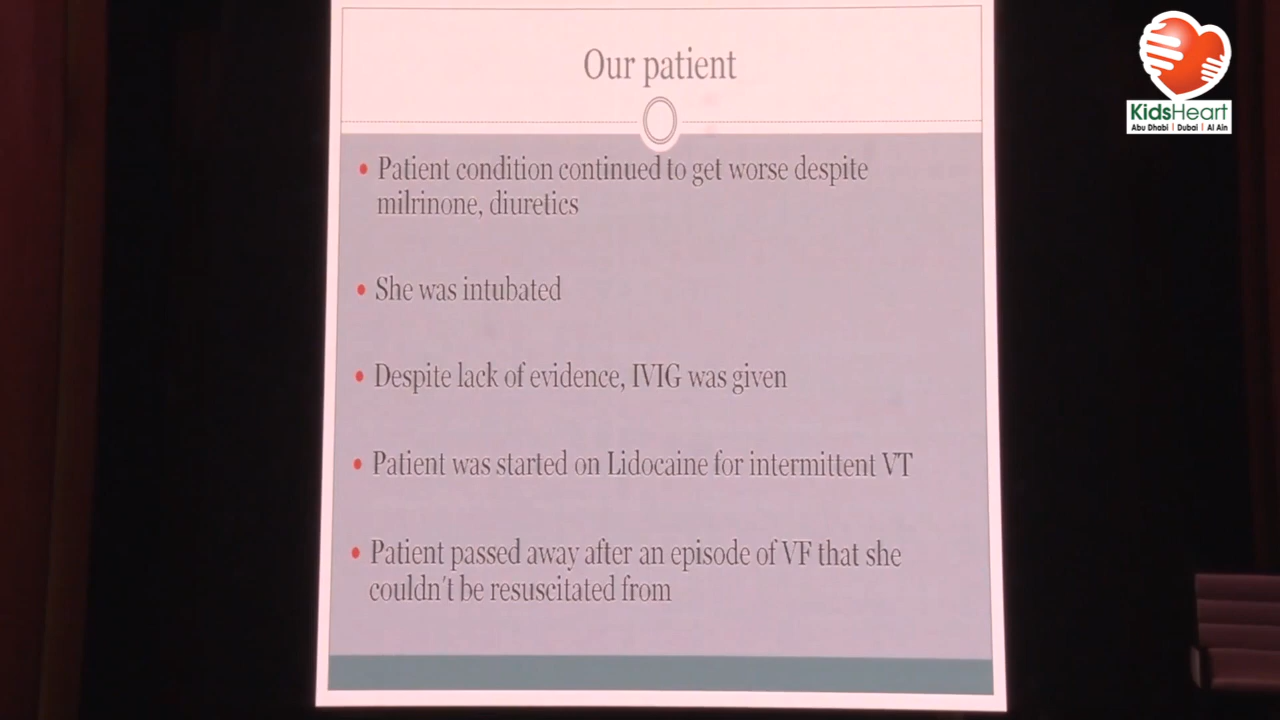 Our patient
• Patient condition continued to get worse despite
milrinone, diuretics
• She was intubated
• Despite lack of evidence, IVIG was given
• Patient was started on Lidocaine for intermittent VT
• Patient passed away after an episode of VF that she
couldn't be resuscitated from
KidsHeart
Abu Dhabi | Dubai | Al Ain